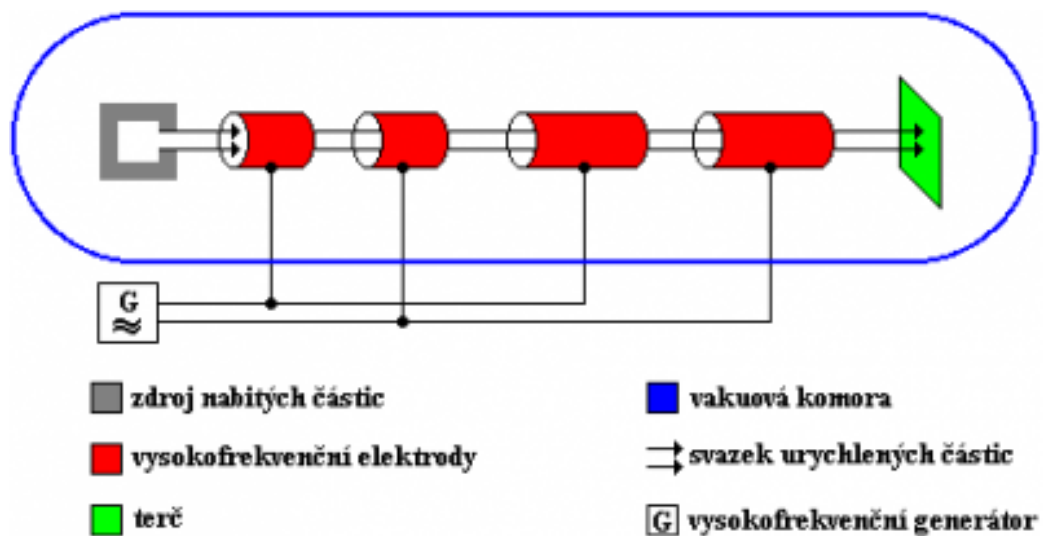 G
≈
zdroj nabitých částic
vysokofrekvenční elektrody
terč
vakuová komora
svazek urychlených částic
G vysokofrekvenční generátor